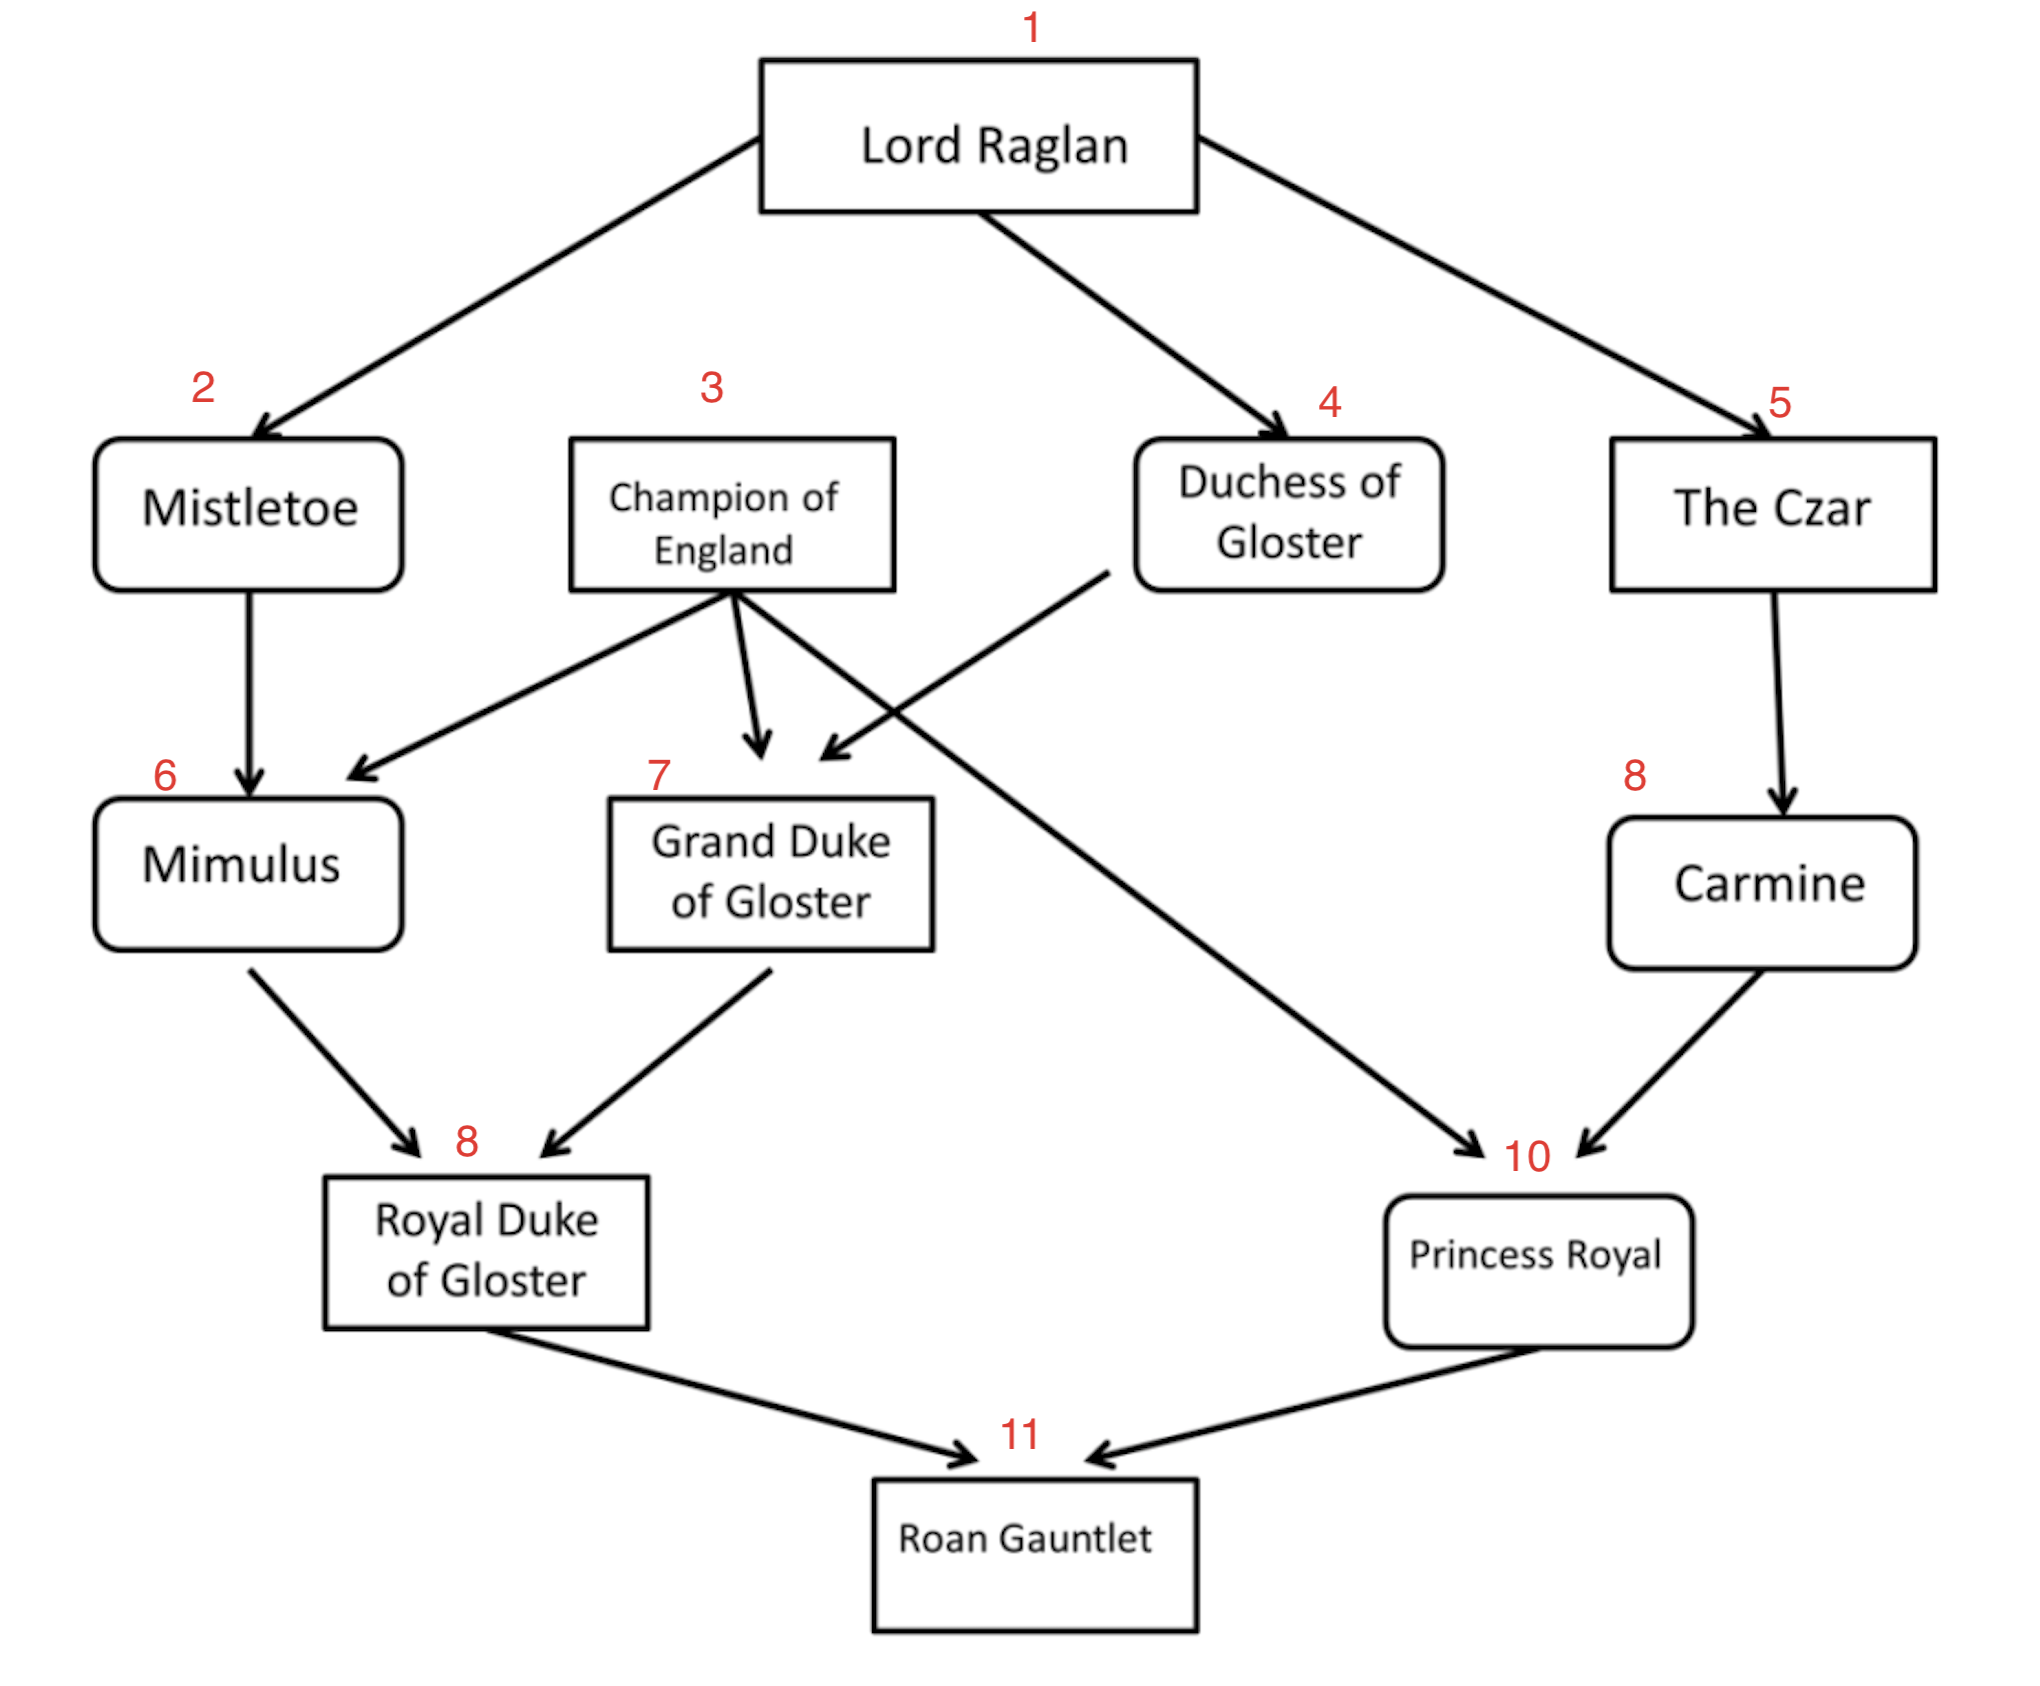 1
Lord Raglan
2
3
4
5
Mistletoe
Champion of
England
Duchess of
Gloster
The Czar
6
7
8
Mimulus
Grand Duke
of Gloster
Carmine
8
10
Royal Duke
of Gloster
Princess Royal
11
Roan Gauntlet